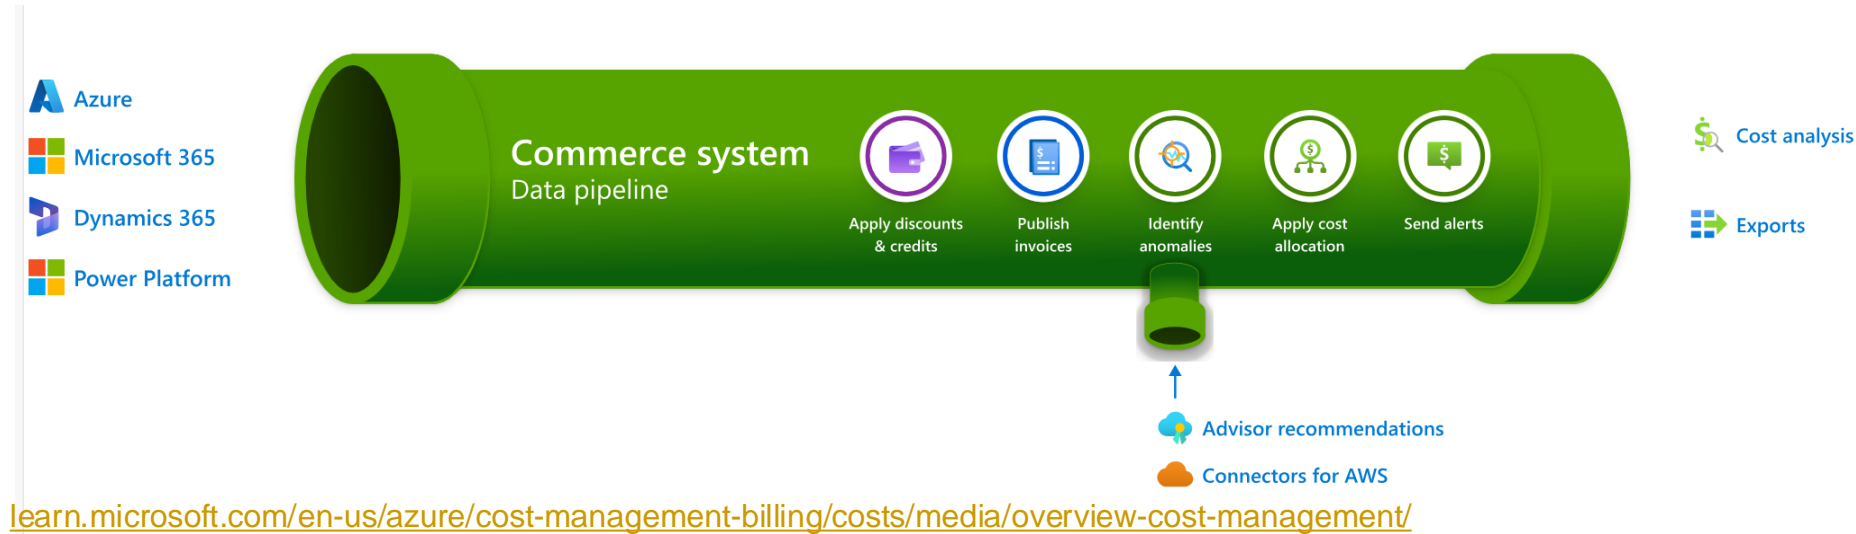 Azure
Microsoft 365
Dynamics 365
Power Platform
Commerce system
Data pipeline
Apply discounts
& credits
Publish
invoices
Identify
anomalies
Apply cost
allocation
Send alerts
Cost analysis
Exports
Advisor recommendations
Connectors for AWS
learn.microsoft.com/en-us/azure/cost-management-billing/costs/media/overview-cost-management/